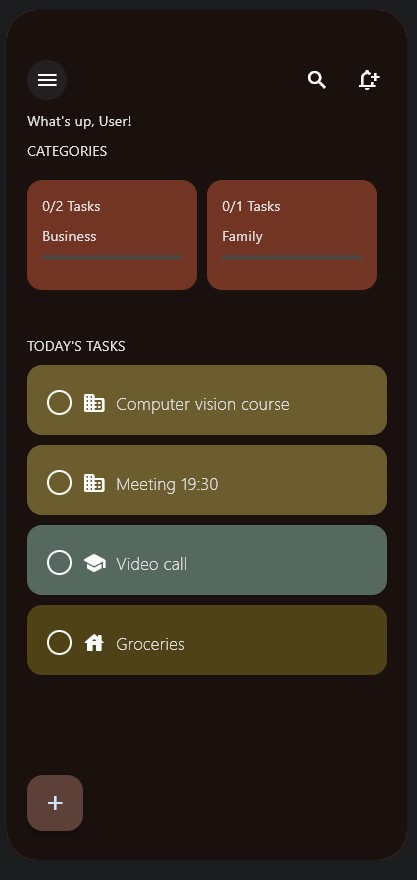 What's up, User!
CATEGORIES
0/2 Tasks
Business
0/1 Tasks
Family
TODAY'S TASKS
Computer vision course
Meeting 19:30
Video call
Groceries